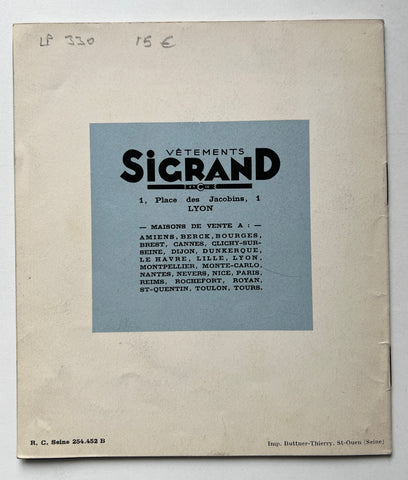 LP 330 15 €
VÊTEMENTS
SiGRAND
ET CIE
1, Place des Jacobins, 1
LYON
— MAISONS DE VENTE A : —
AMIENS, BERCK, BOURGES,
BREST, CANNES, CLICHY-SUR-
SEINE, DIJON, DUNKERQUE,
LE HAVRE, LILLE, LYON,
MONTPELLIER, MONTE-CARLO,
NANTES, NEVERS, NICE, PARIS,
REIMS, ROCHEFORT, ROYAN,
ST-QUENTIN, TOULON, TOURS.
R. C. Seine 254.452 B
Imp. Buttner-Thierry, St-Ouen (Seine)